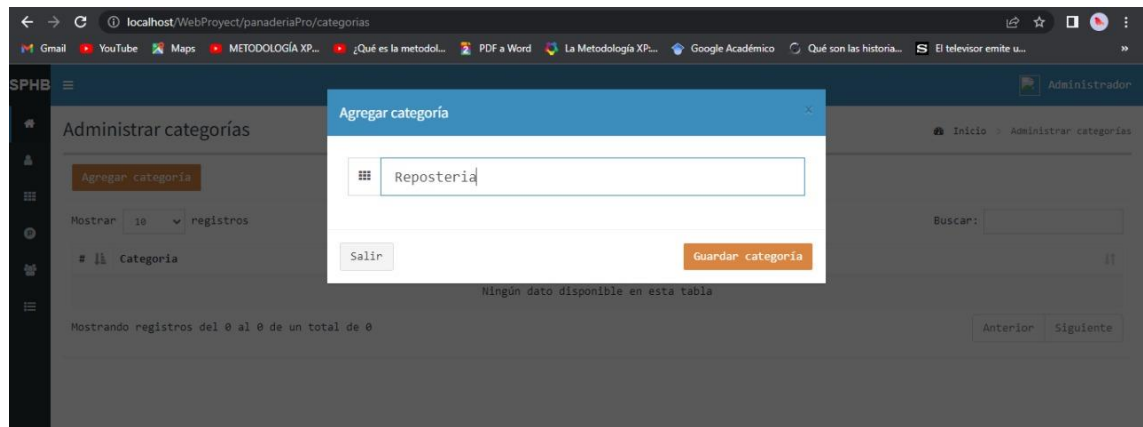 localhost/WebProyect/panaderiaPro/categorias
Gmail YouTube Maps METODOLOGÍA XP... ¿Qué es la metodol... PDF a Word La Metodología XP:... Google Académico Qué son las historia... El televisor emite u... »
SPHB Administrador
Agregar categoría ×
Administrar categorías Inicio > Administrar categorías
Reposteria
Agregar categoría
Mostrar 10 registros Buscar:
Salir Guardar categoría
# Categoria
Ningún dato disponible en esta tabla
Mostrando registros del 0 al 0 de un total de 0 Anterior Siguiente